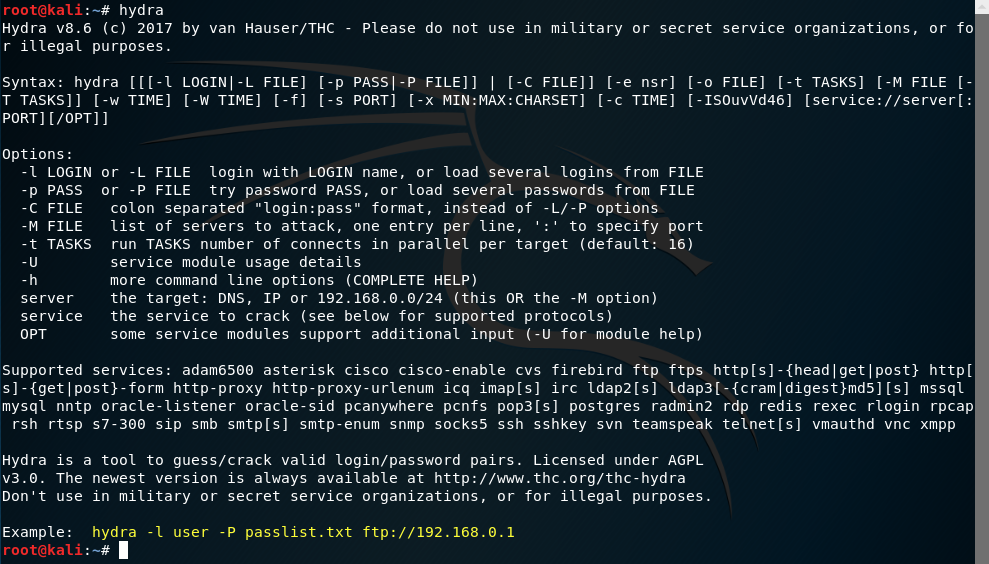 root@kali:~# hydra
Hydra v8.6 (c) 2017 by van Hauser/THC - Please do not use in military or secret service organizations, or fo
r illegal purposes.
Syntax: hydra [[[-l LOGIN|-L FILE] [-p PASS|-P FILE]] | [-C FILE]] [-e nsr] [-o FILE] [-t TASKS] [-M FILE [-
T TASKS]] [-w TIME] [-W TIME] [-f] [-s PORT] [-x MIN:MAX:CHARSET] [-c TIME] [-ISOuvVd46] [service://server[:
PORT][/OPT]]
Options:
  -l LOGIN or -L FILE  login with LOGIN name, or load several logins from FILE
  -p PASS  or -P FILE  try password PASS, or load several passwords from FILE
  -C FILE   colon separated "login:pass" format, instead of -L/-P options
  -M FILE   list of servers to attack, one entry per line, ':' to specify port
  -t TASKS  run TASKS number of connects in parallel per target (default: 16)
  -U        service module usage details
  -h        more command line options (COMPLETE HELP)
  server    the target: DNS, IP or 192.168.0.0/24 (this OR the -M option)
  service   the service to crack (see below for supported protocols)
  OPT       some service modules support additional input (-U for module help)
Supported services: adam6500 asterisk cisco cisco-enable cvs firebird ftp ftps http[s]-{head|get|post} http[
s]-{get|post}-form http-proxy http-proxy-urlenum icq imap[s] irc ldap2[s] ldap3[-{cram|digest}md5][s] mssql
mysql nntp oracle-listener oracle-sid pcanywhere pcnfs pop3[s] postgres radmin2 rdp redis rexec rlogin rpcap
 rsh rtsp s7-300 sip smb smtp[s] smtp-enum snmp socks5 ssh sshkey svn teamspeak telnet[s] vmauthd vnc xmpp
Hydra is a tool to guess/crack valid login/password pairs. Licensed under AGPL
v3.0. The newest version is always available at http://www.thc.org/thc-hydra
Don't use in military or secret service organizations, or for illegal purposes.
Example:  hydra -l user -P passlist.txt ftp://192.168.0.1
root@kali:~#